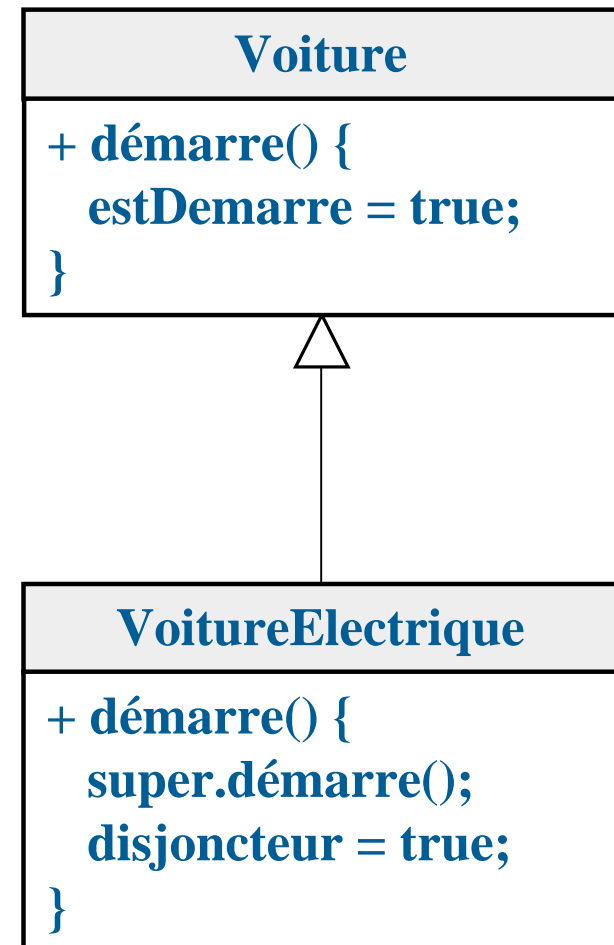 Voiture
+ démarre() {
estDemarre = true;
}
VoitureElectrique
+ démarre() {
super.démarre();
disjoncteur = true;
}